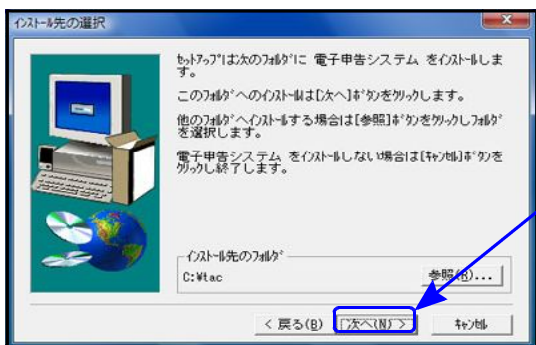 ｲﾝｽﾄｰﾙ先の選択
ｾｯﾄｱｯﾌﾟは次のﾌｫﾙﾀﾞに 電子申告システム をｲﾝｽﾄｰﾙしま
す。
このﾌｫﾙﾀﾞへのｲﾝｽﾄｰﾙは[次へ]ﾎﾞﾀﾝをｸﾘｯｸします。
他のﾌｫﾙﾀﾞへｲﾝｽﾄｰﾙする場合は[参照]ﾎﾞﾀﾝをｸﾘｯｸしﾌｫﾙﾀﾞ
を選択します。
電子申告システム をｲﾝｽﾄｰﾙしない場合は[ｷｬﾝｾﾙ]ﾎﾞﾀﾝを
ｸﾘｯｸし終了します。
ｲﾝｽﾄｰﾙ先のﾌｫﾙﾀﾞ
C:¥tac
参照(R)...
< 戻る(B)
次へ(N) >
ｷｬﾝｾﾙ